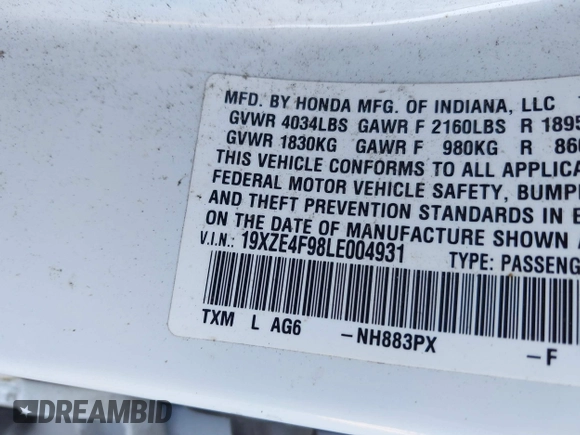 MFD. BY HONDA MFG. OF INDIANA, LLC
GVWR 4034LBS GAWR F 2160LBS R 1895
GVWR 1830KG GAWR F 980KG R 860
THIS VEHICLE CONFORMS TO ALL APPLICA
FEDERAL MOTOR VEHICLE SAFETY, BUMP
AND THEFT PREVENTION STANDARDS IN E
ON THE DATE OF MANUFACTURE SHOWN
V.I.N.: 19XZE4F98LE004931 TYPE: PASSENG
TXM L AG6 -NH883PX -F
DREAMBID